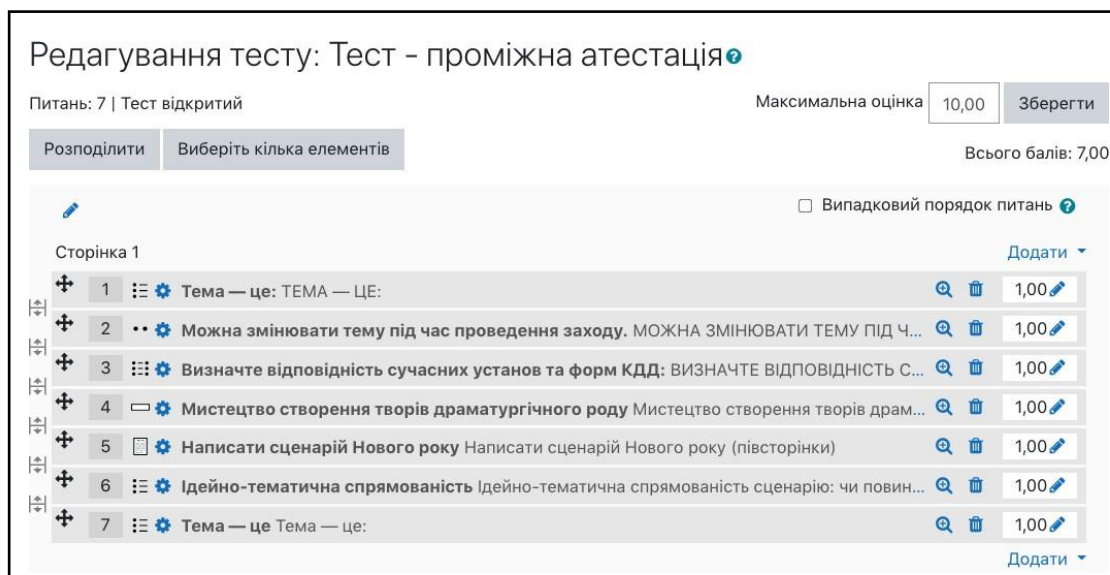 Редагування тесту: Тест - проміжна атестація
Питань: 7 | Тест відкритий Максимальна оцінка 10,00 Зберегти
Розподілити Виберіть кілька елементів Всього балів: 7,00
Випадковий порядок питань
Сторінка 1 Додати
1 Тема — це: ТЕМА — ЦЕ: 1,00
2 Можна змінювати тему під час проведення заходу. МОЖНА ЗМІНЮВАТИ ТЕМУ ПІД Ч... 1,00
3 Визначте відповідність сучасних установ та форм КДД: ВИЗНАЧТЕ ВІДПОВІДНІСТЬ С... 1,00
4 Мистецтво створення творів драматургічного роду Мистецтво створення творів драм... 1,00
5 Написати сценарій Нового року Написати сценарій Нового року (півсторінки) 1,00
6 Ідейно-тематична спрямованість Ідейно-тематична спрямованість сценарію: чи повин... 1,00
7 Тема — це Тема — це: 1,00
Додати